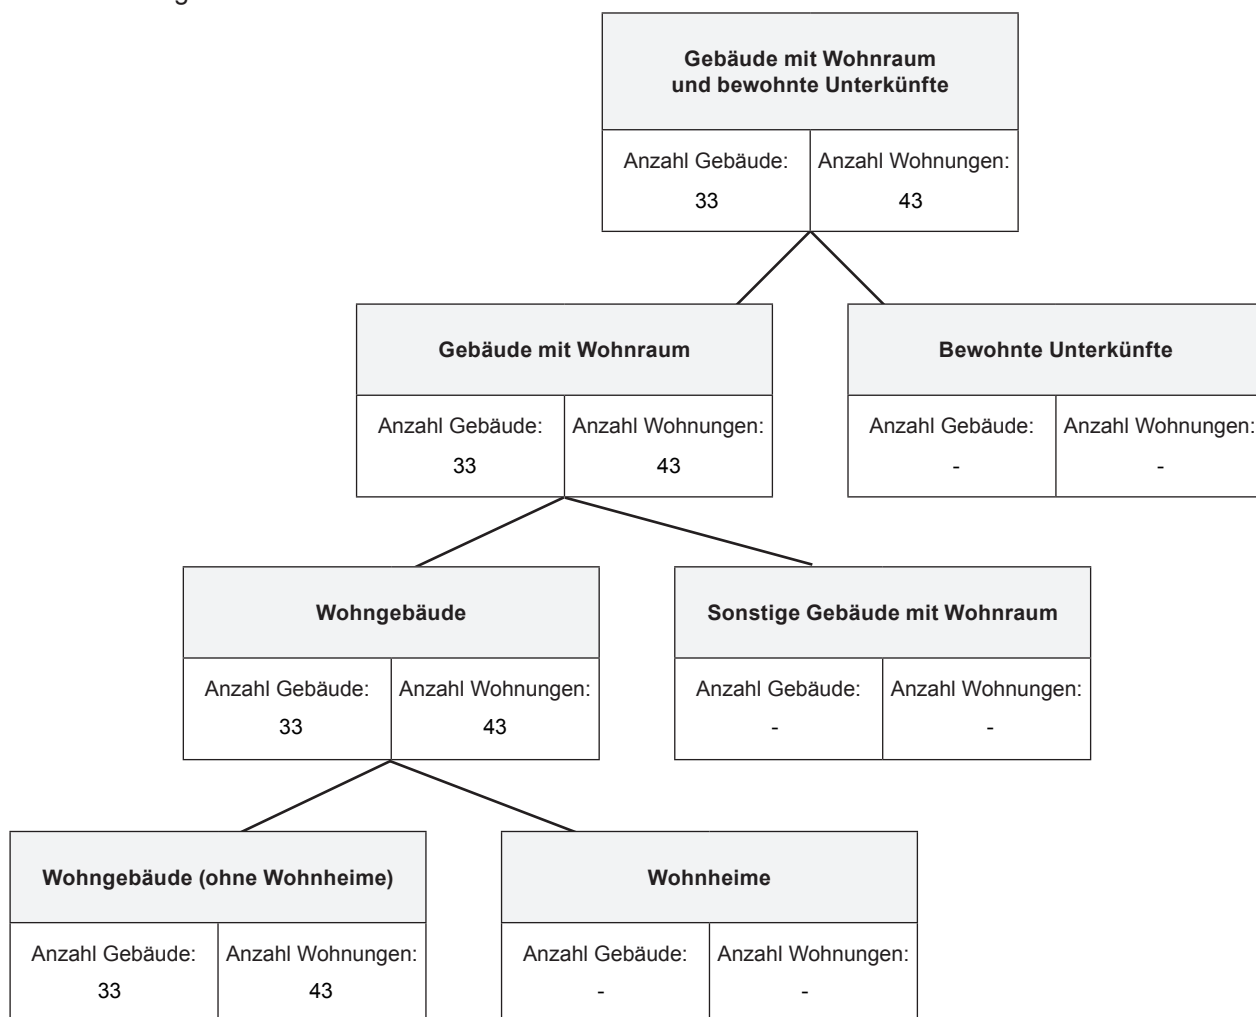 g
Gebäude mit Wohnraum
und bewohnte Unterkünfte
Anzahl Gebäude: Anzahl Wohnungen:
33 43
Gebäude mit Wohnraum
Bewohnte Unterkünfte
Anzahl Gebäude: Anzahl Wohnungen:
33 43
Anzahl Gebäude: Anzahl Wohnungen:
- -
Wohngebäude
Sonstige Gebäude mit Wohnraum
Anzahl Gebäude: Anzahl Wohnungen:
33 43
Anzahl Gebäude: Anzahl Wohnungen:
- -
Wohngebäude (ohne Wohnheime)
Wohnheime
Anzahl Gebäude: Anzahl Wohnungen:
33 43
Anzahl Gebäude: Anzahl Wohnungen:
- -